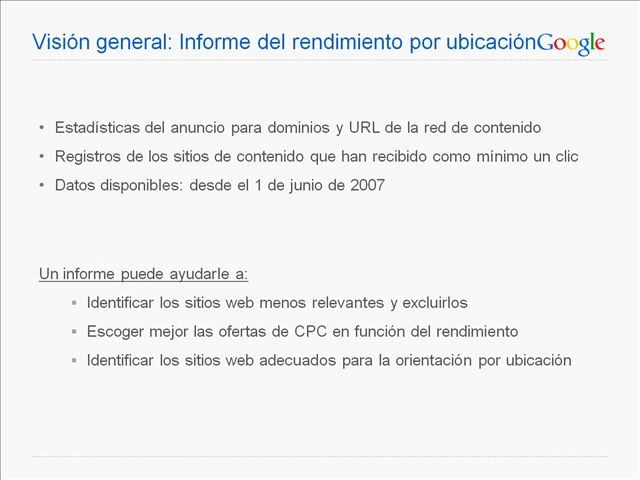 Visión general: Informe del rendimiento por ubicación Google
• Estadísticas del anuncio para dominios y URL de la red de contenido
• Registros de los sitios de contenido que han recibido como mínimo un clic
• Datos disponibles: desde el 1 de junio de 2007
Un informe puede ayudarle a:
▪ Identificar los sitios web menos relevantes y excluirlos
▪ Escoger mejor las ofertas de CPC en función del rendimiento
▪ Identificar los sitios web adecuados para la orientación por ubicación